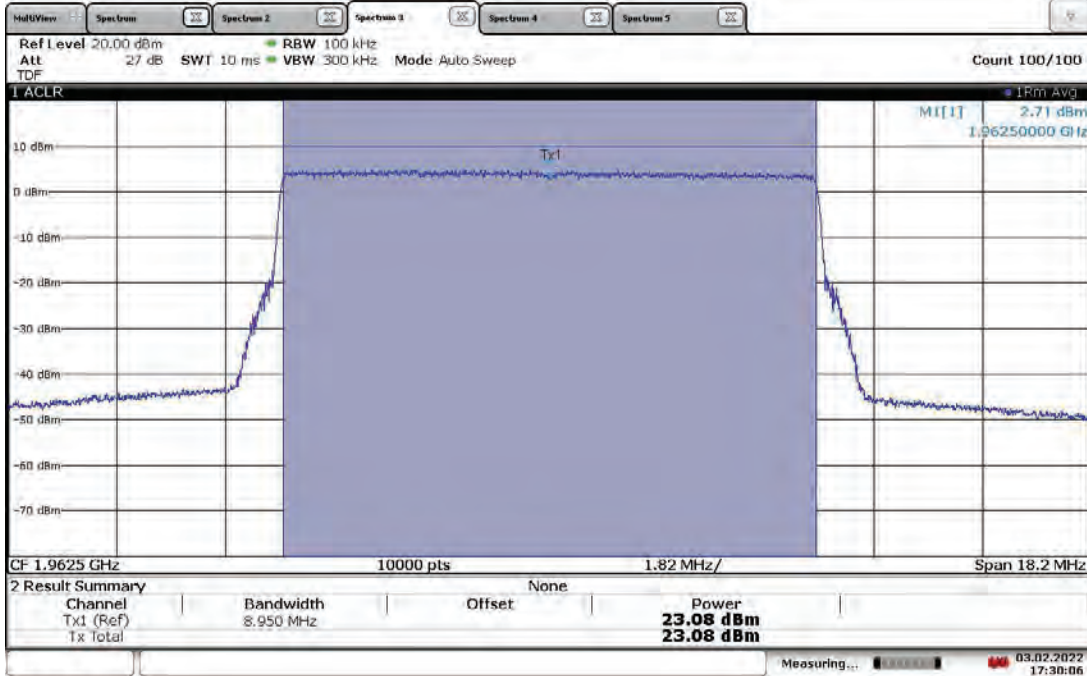 MultiView Spectrum Spectrum 2 Spectrum 3 Spectrum 4 Spectrum 5
Ref Level 20.00 dBm RBW 100 kHz
Att 27 dB SWT 10 ms VBW 300 kHz Mode Auto Sweep Count 100/100
TDF
1 ACLR 1Rm Avg
M1[1] 2.71 dBm
1.96250000 GHz
10 dBm
Tx1
0 dBm
-10 dBm
-20 dBm
-30 dBm
-40 dBm
-50 dBm
-60 dBm
-70 dBm
CF 1.9625 GHz 10000 pts 1.82 MHz/ Span 18.2 MHz
2 Result Summary None
Channel Bandwidth Offset Power
Tx1 (Ref) 8.950 MHz 23.08 dBm
Tx Total 23.08 dBm
Measuring... 03.02.2022
17:30:06